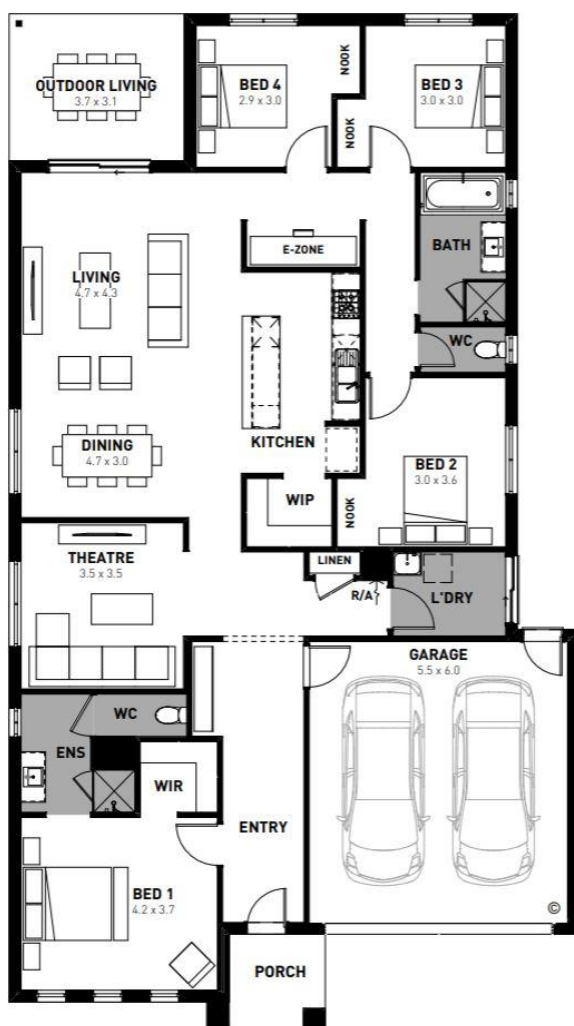 OUTDOOR LIVING
3.7 x 3.1
BED 4
2.9 x 3.0
NOOK
NOOK
BED 3
3.0 x 3.0
E-ZONE
BATH
WC
LIVING
4.7 x 4.3
DINING
4.7 x 3.0
KITCHEN
WIP
NOOK
BED 2
3.0 x 3.6
THEATRE
3.5 x 3.5
LINEN
R/A
L'DRY
GARAGE
5.5 x 6.0
WC
ENS
WIR
ENTRY
BED 1
4.2 x 3.7
PORCH
©